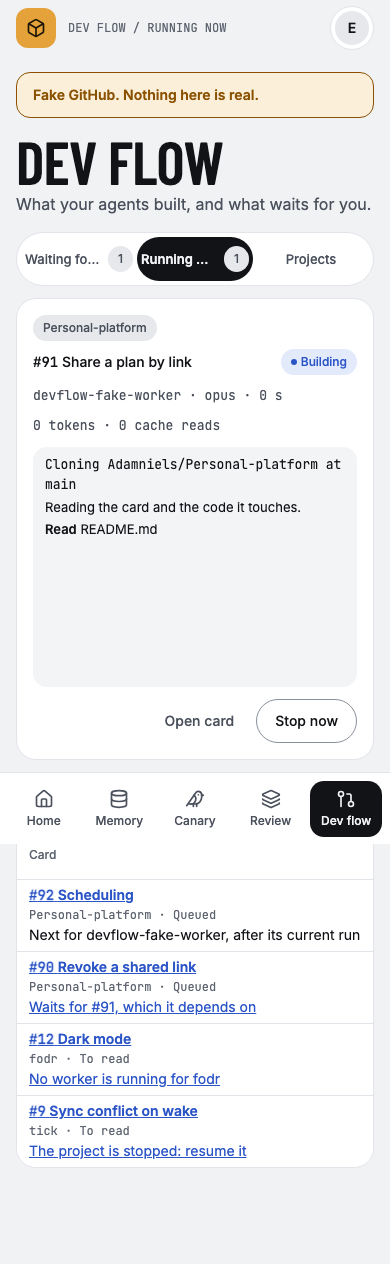 DEV FLOW / RUNNING NOW
E
Fake GitHub. Nothing here is real.
DEV FLOW
What your agents built, and what waits for you.
Waiting fo... 1
Running ... 1
Projects
Personal-platform
#91 Share a plan by link
Building
devflow-fake-worker · opus · 0 s
0 tokens · 0 cache reads
Cloning Adamniels/Personal-platform at
main
Reading the card and the code it touches.
Read README.md
Open card
Stop now
Home
Memory
Canary
Review
Dev flow
Card
#92 Scheduling
Personal-platform · Queued
Next for devflow-fake-worker, after its current run
#90 Revoke a shared link
Personal-platform · Queued
Waits for #91, which it depends on
#12 Dark mode
fodr · To read
No worker is running for fodr
#9 Sync conflict on wake
tick · To read
The project is stopped: resume it